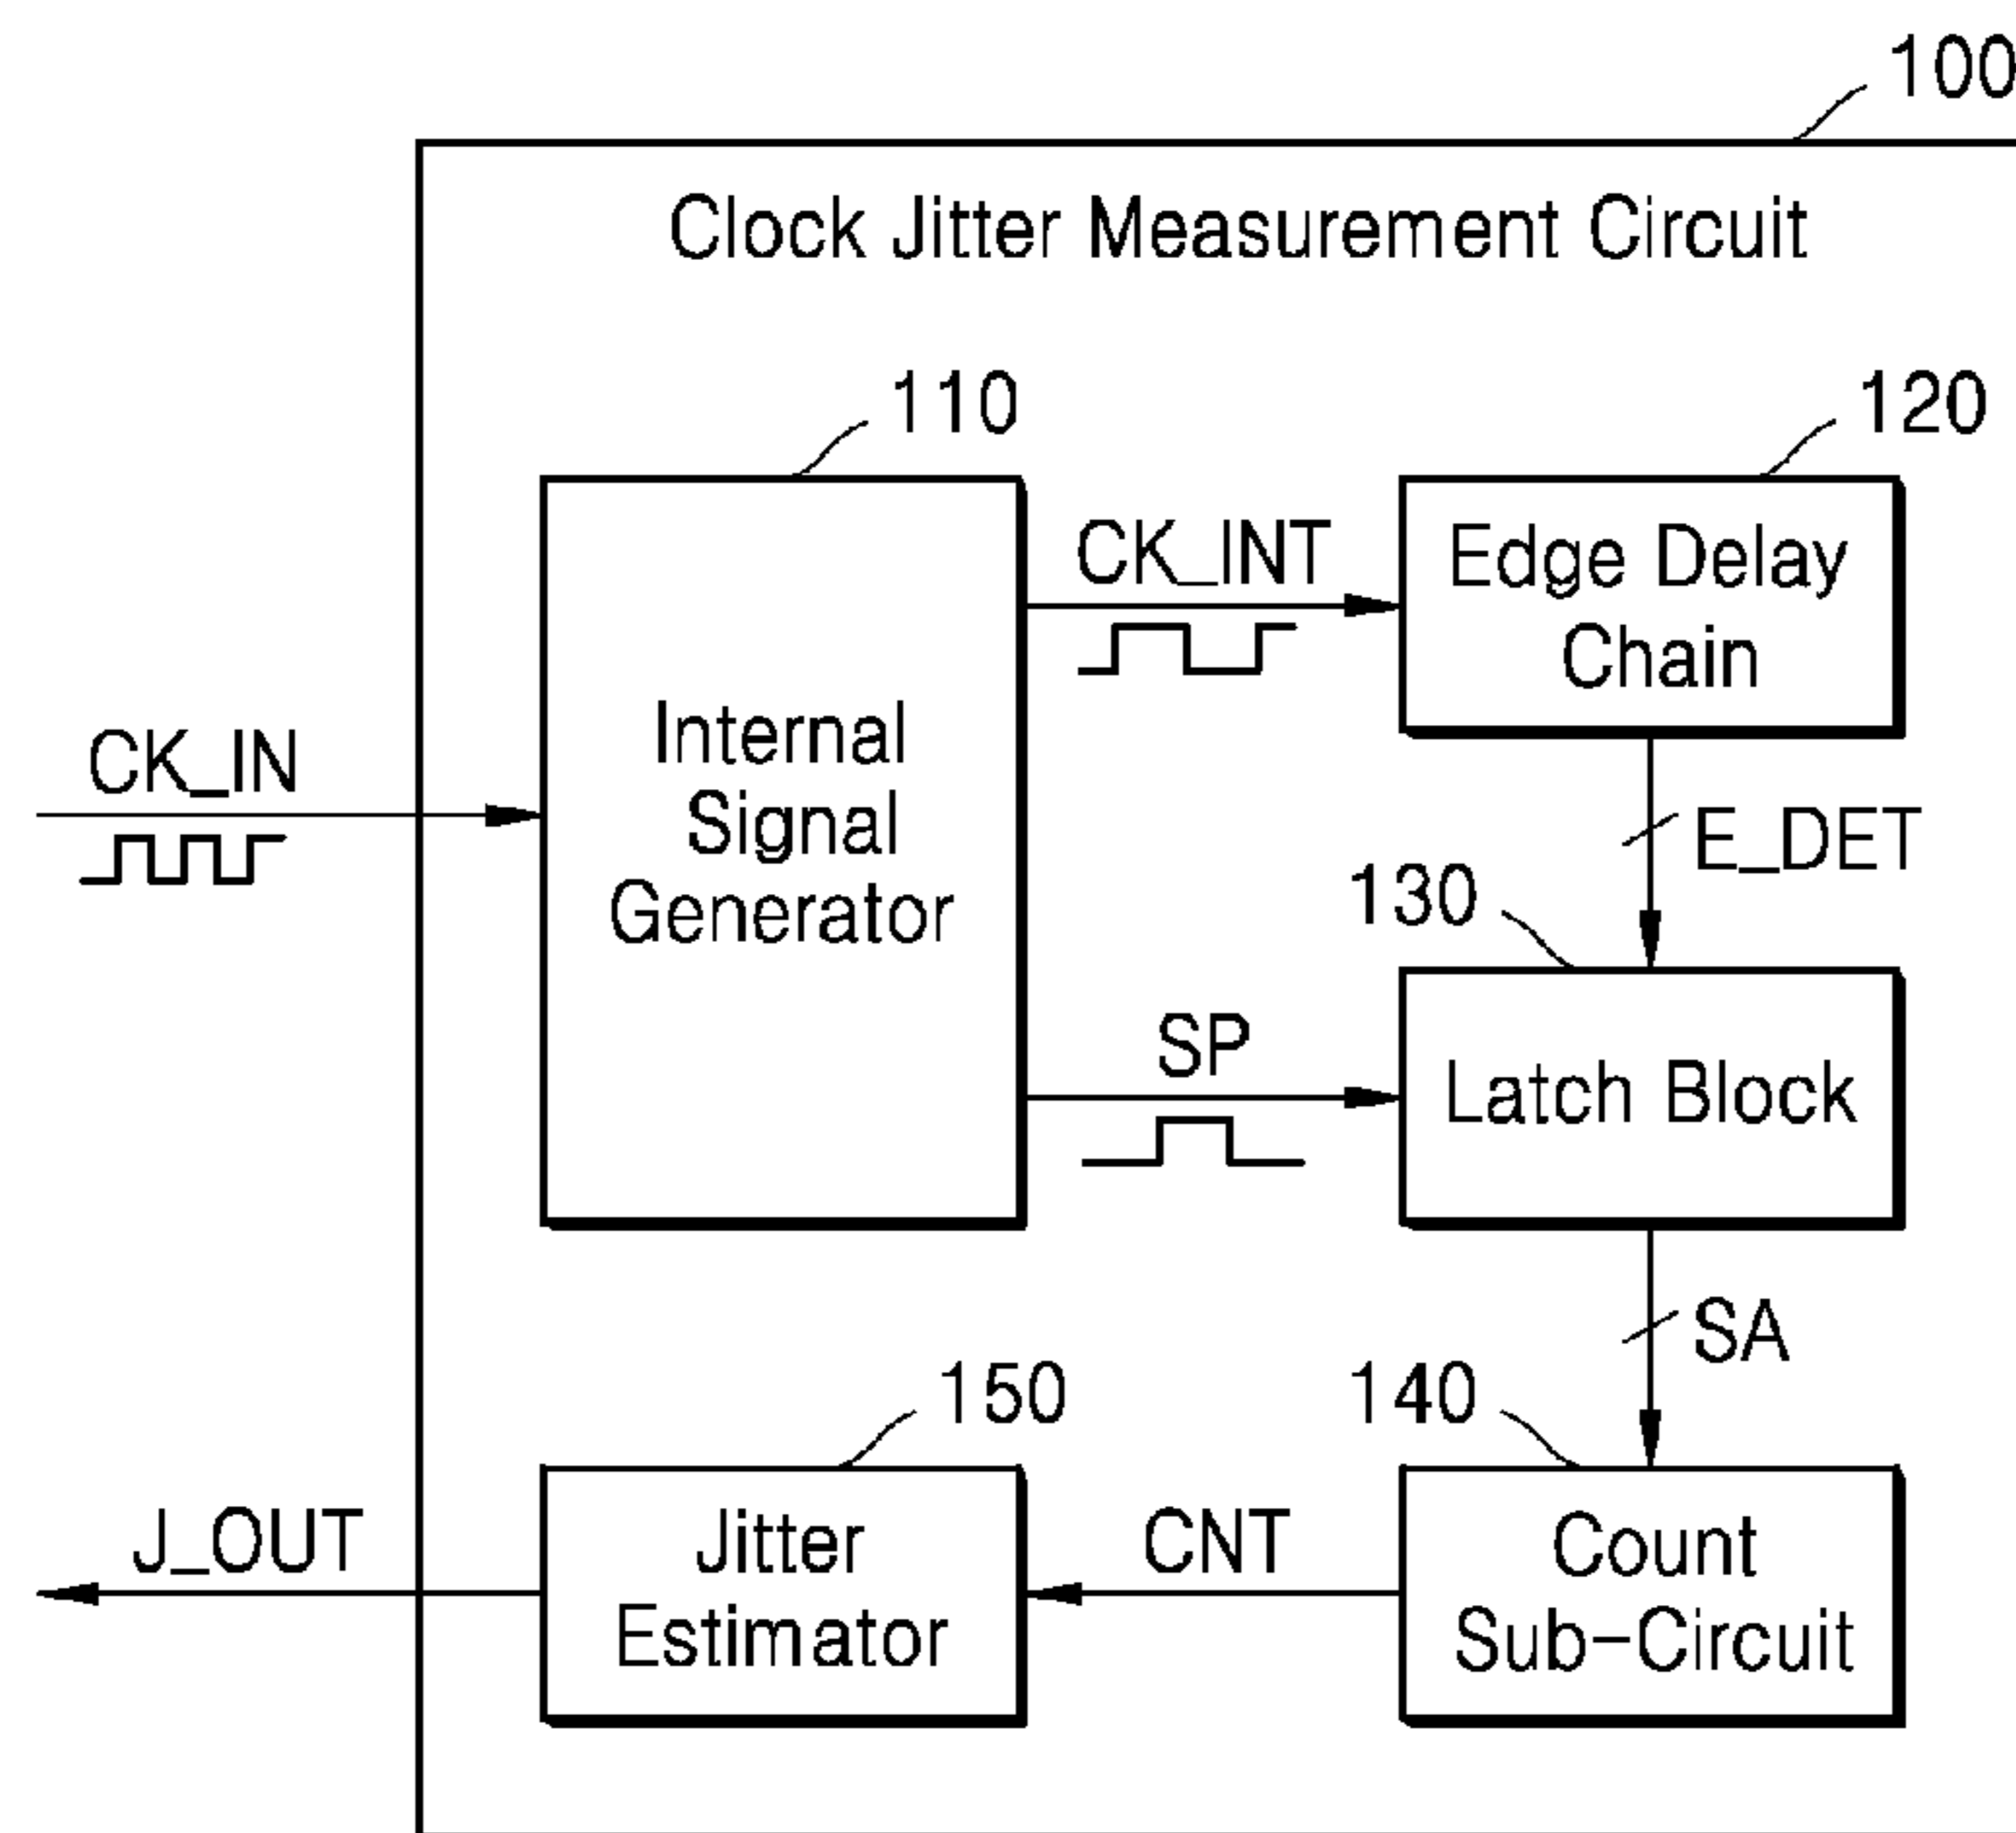 100
Clock Jitter Measurement Circuit
110
120
CK_INT
Edge Delay
Chain
CK_IN
Internal
Signal
Generator
E_DET
130
SP
Latch Block
SA
150
140
J_OUT
Jitter
Estimator
CNT
Count
Sub-Circuit